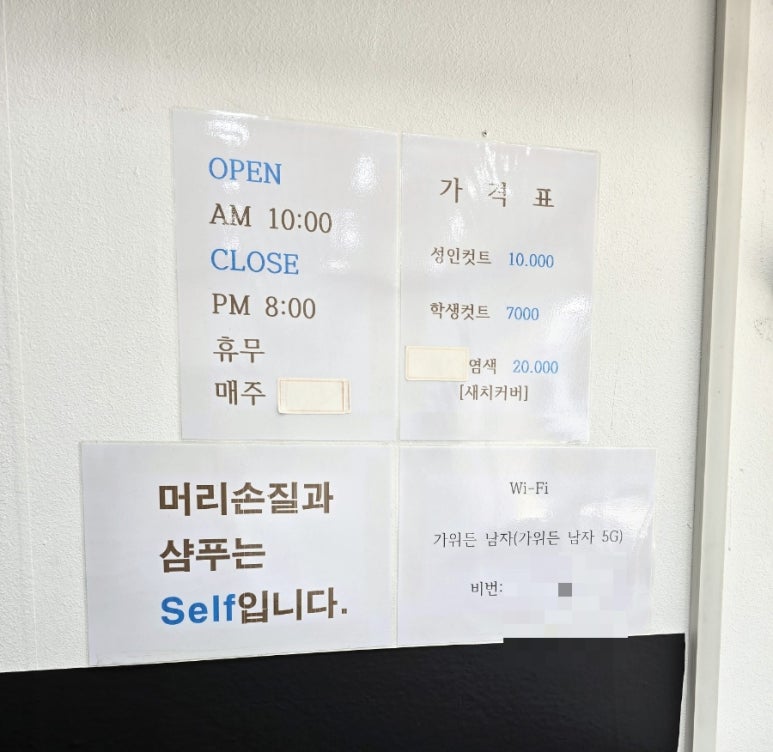 OPEN
AM 10:00
CLOSE
PM 8:00
휴무
매주
가 격 표
성인컷트 10.000
학생컷트 7000
염색 20.000
[새치커버]
머리손질과
샴푸는
Self입니다.
Wi-Fi
가위든 남자(가위든 남자 5G)
비번: